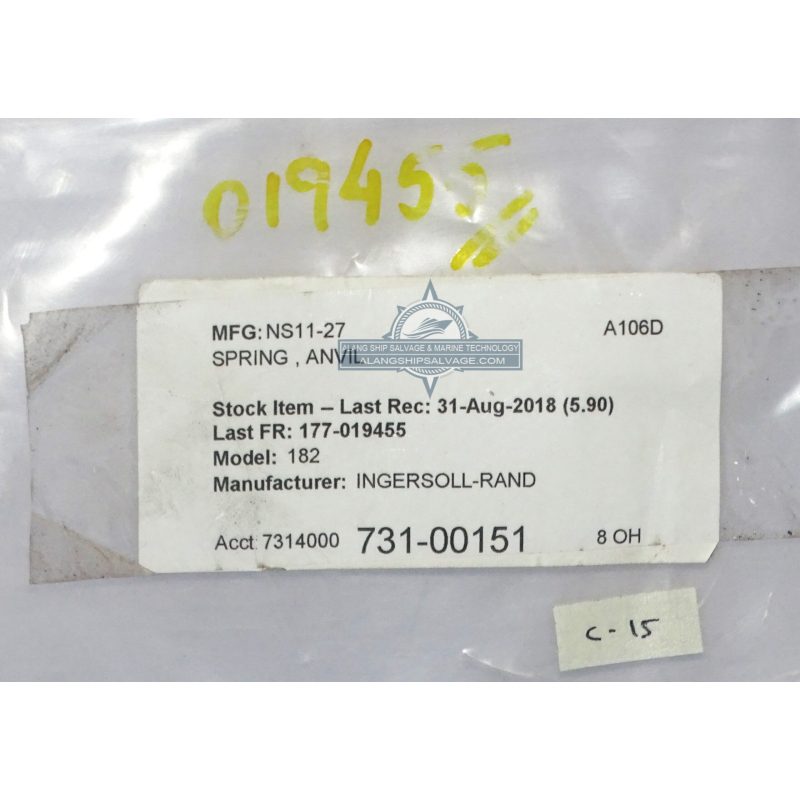 019455
MFG: NS11-27
A106D
SPRING , ANVIL
ALANG SHIP SALVAGE & MARINE TECHNOLOGY
ALANGSHIPSALVAGE.COM
Stock Item – Last Rec: 31-Aug-2018 (5.90)
Last FR: 177-019455
Model: 182
Manufacturer: INGERSOLL-RAND
Acct: 7314000 731-00151 8 OH
C-15